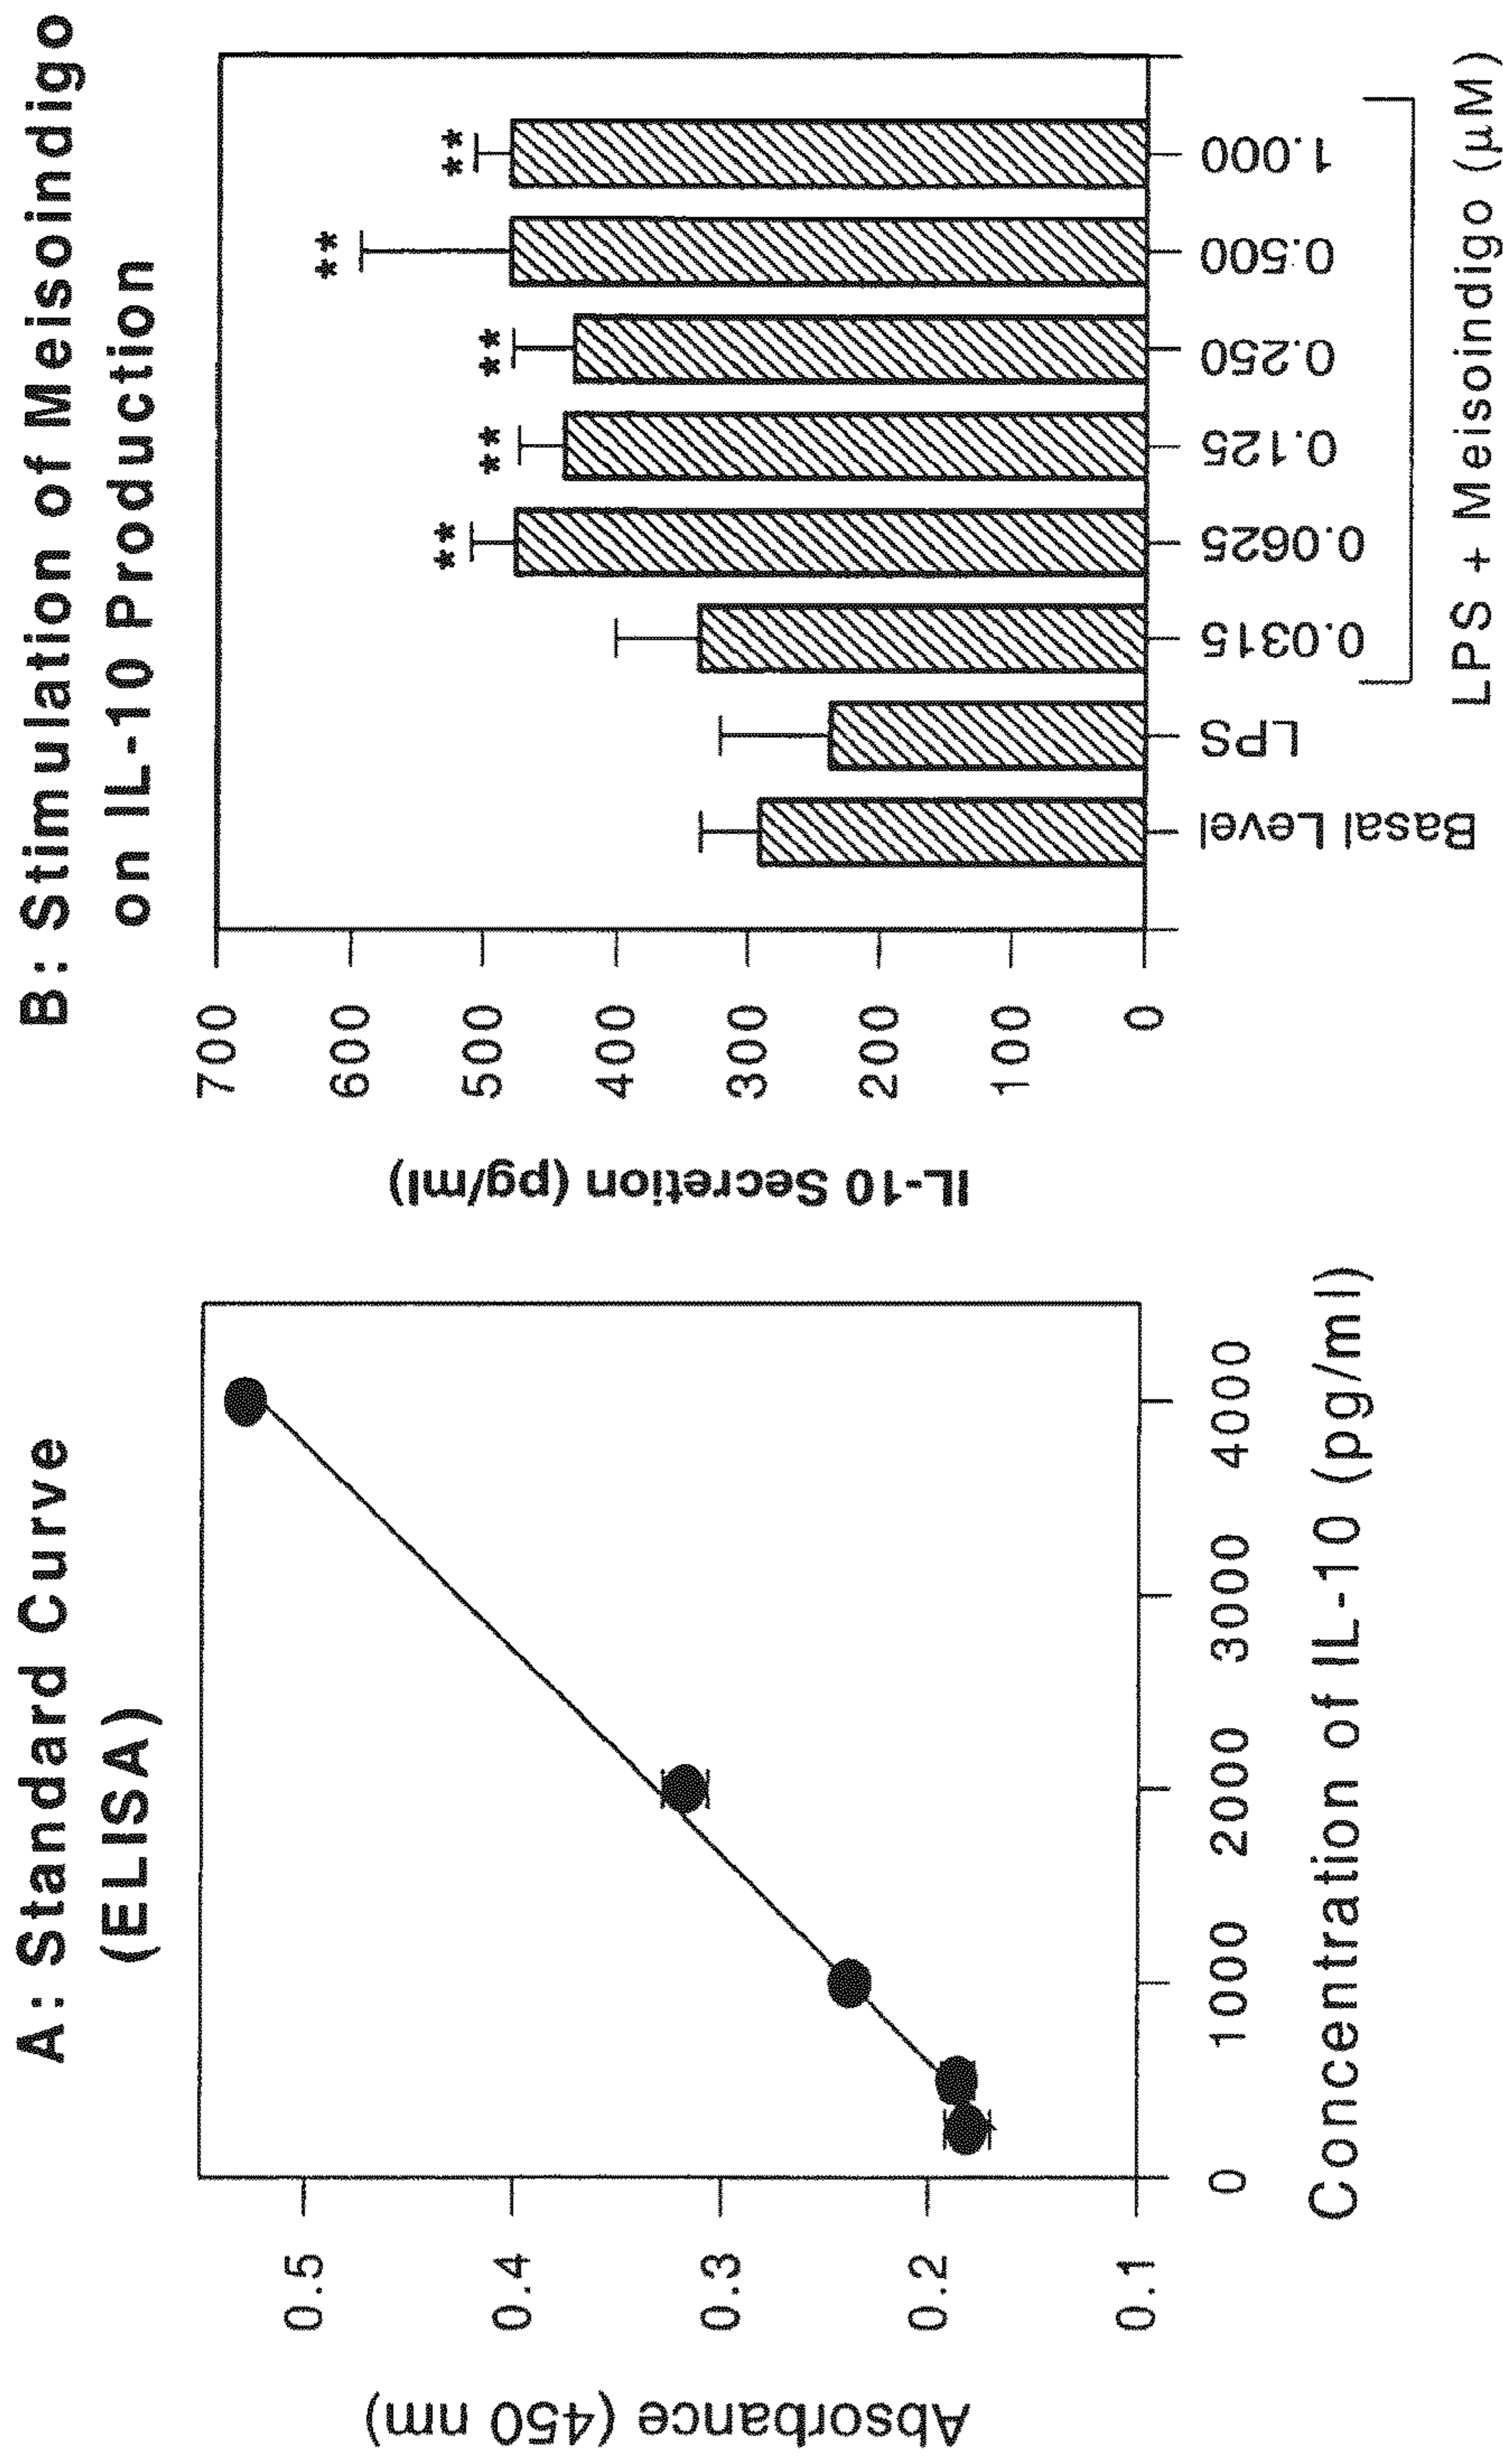 A: Standard Curve
(ELISA)
Absorbance (450 nm)
0.5
0.4
0.3
0.2
0.1
0 1000 2000 3000 4000
Concentration of IL-10 (pg/ml)
B: Stimulation of Meisoindigo
on IL-10 Production
IL-10 Secretion (pg/ml)
700
600
500
400
300
200
100
0
** ** ** ** **
Basal Level LPS 0.0315 0.0625 0.125 0.250 0.500 1.000
LPS + Meisoindigo (µM)